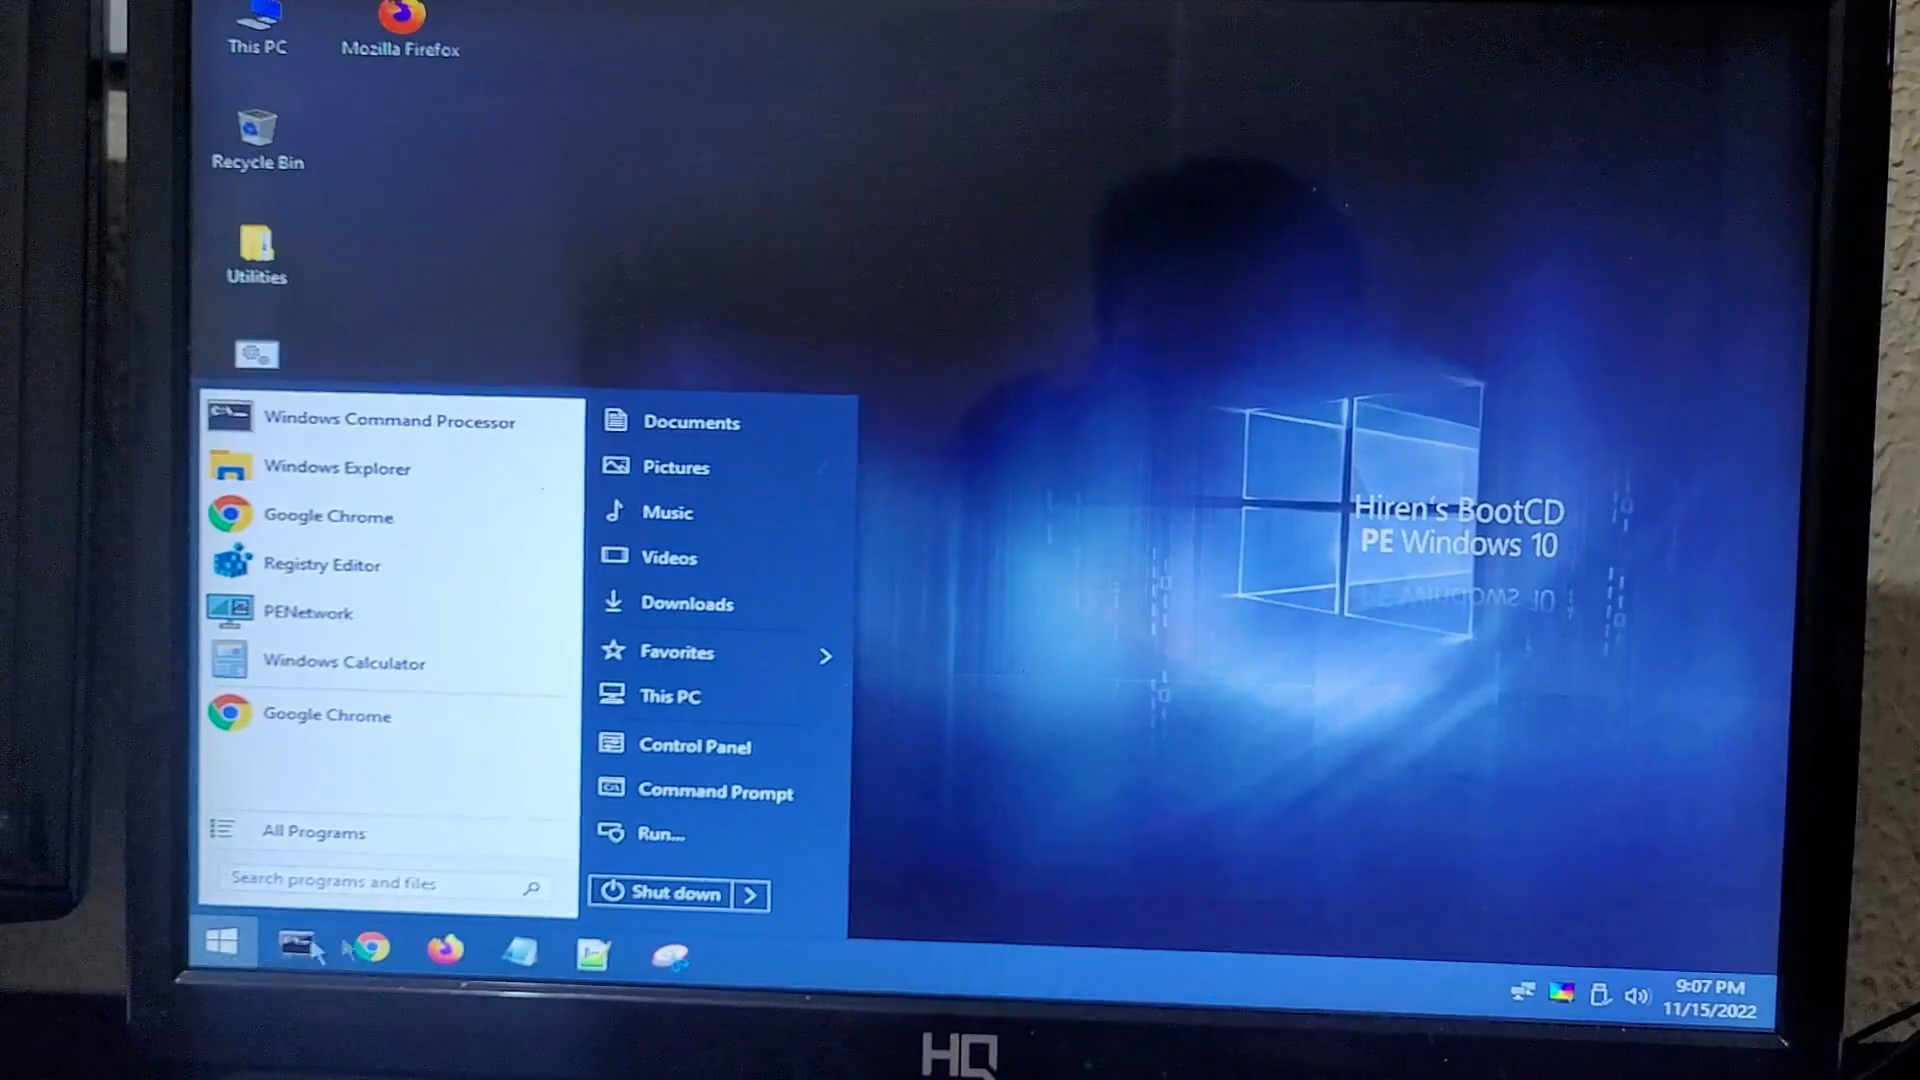 This PC
Mozilla Firefox
Recycle Bin
Utilities
Windows Command Processor
Windows Explorer
Google Chrome
Registry Editor
PENetwork
Windows Calculator
Google Chrome
All Programs
Search programs and files
Documents
Pictures
Music
Videos
Downloads
Favorites
This PC
Control Panel
Command Prompt
Run...
Shut down
Hiren's BootCD
PE Windows 10
9:07 PM
11/15/2022
HQ